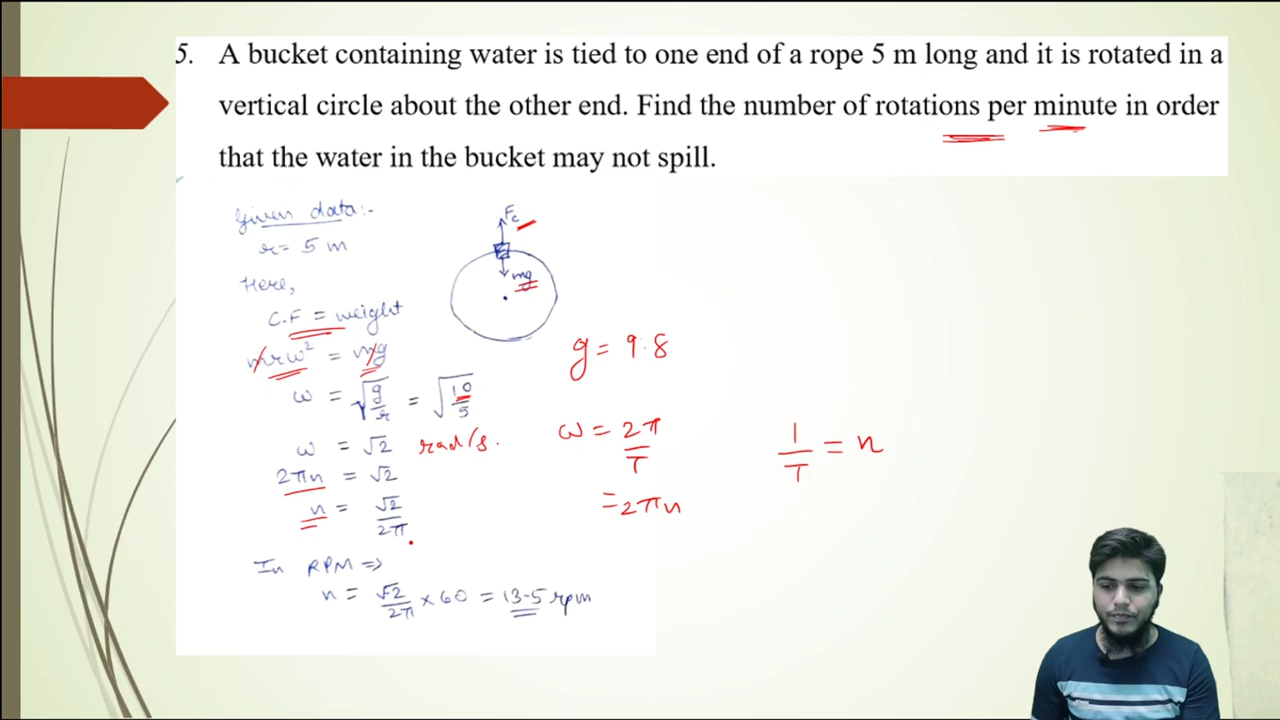 5. A bucket containing water is tied to one end of a rope 5 m long and it is rotated in a
vertical circle about the other end. Find the number of rotations per minute in order
that the water in the bucket may not spill.
Given data:-
r = 5 m
Here,
C.F = weight
mrω² = mg
ω = √(g/r) = √(10/5)
ω = √2 rad/s.
2πn = √2
n = √2/2π
In RPM ⇒
n = √2/2π × 60 = 13.5 rpm
Fc
mg
g = 9.8
ω = 2π/T
= 2πn
1/T = n